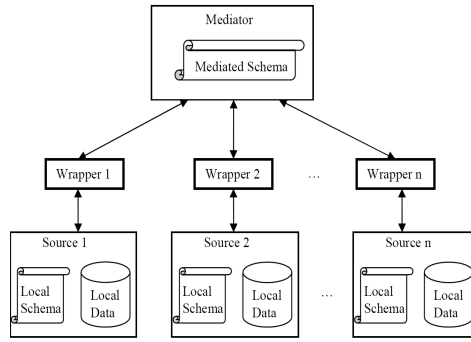 Mediator
Mediated Schema
Wrapper 1
Wrapper 2
...
Wrapper n
Source 1
Source 2
Source n
Local
Schema
Local
Data
Local
Schema
Local
Data
...
Local
Schema
Local
Data